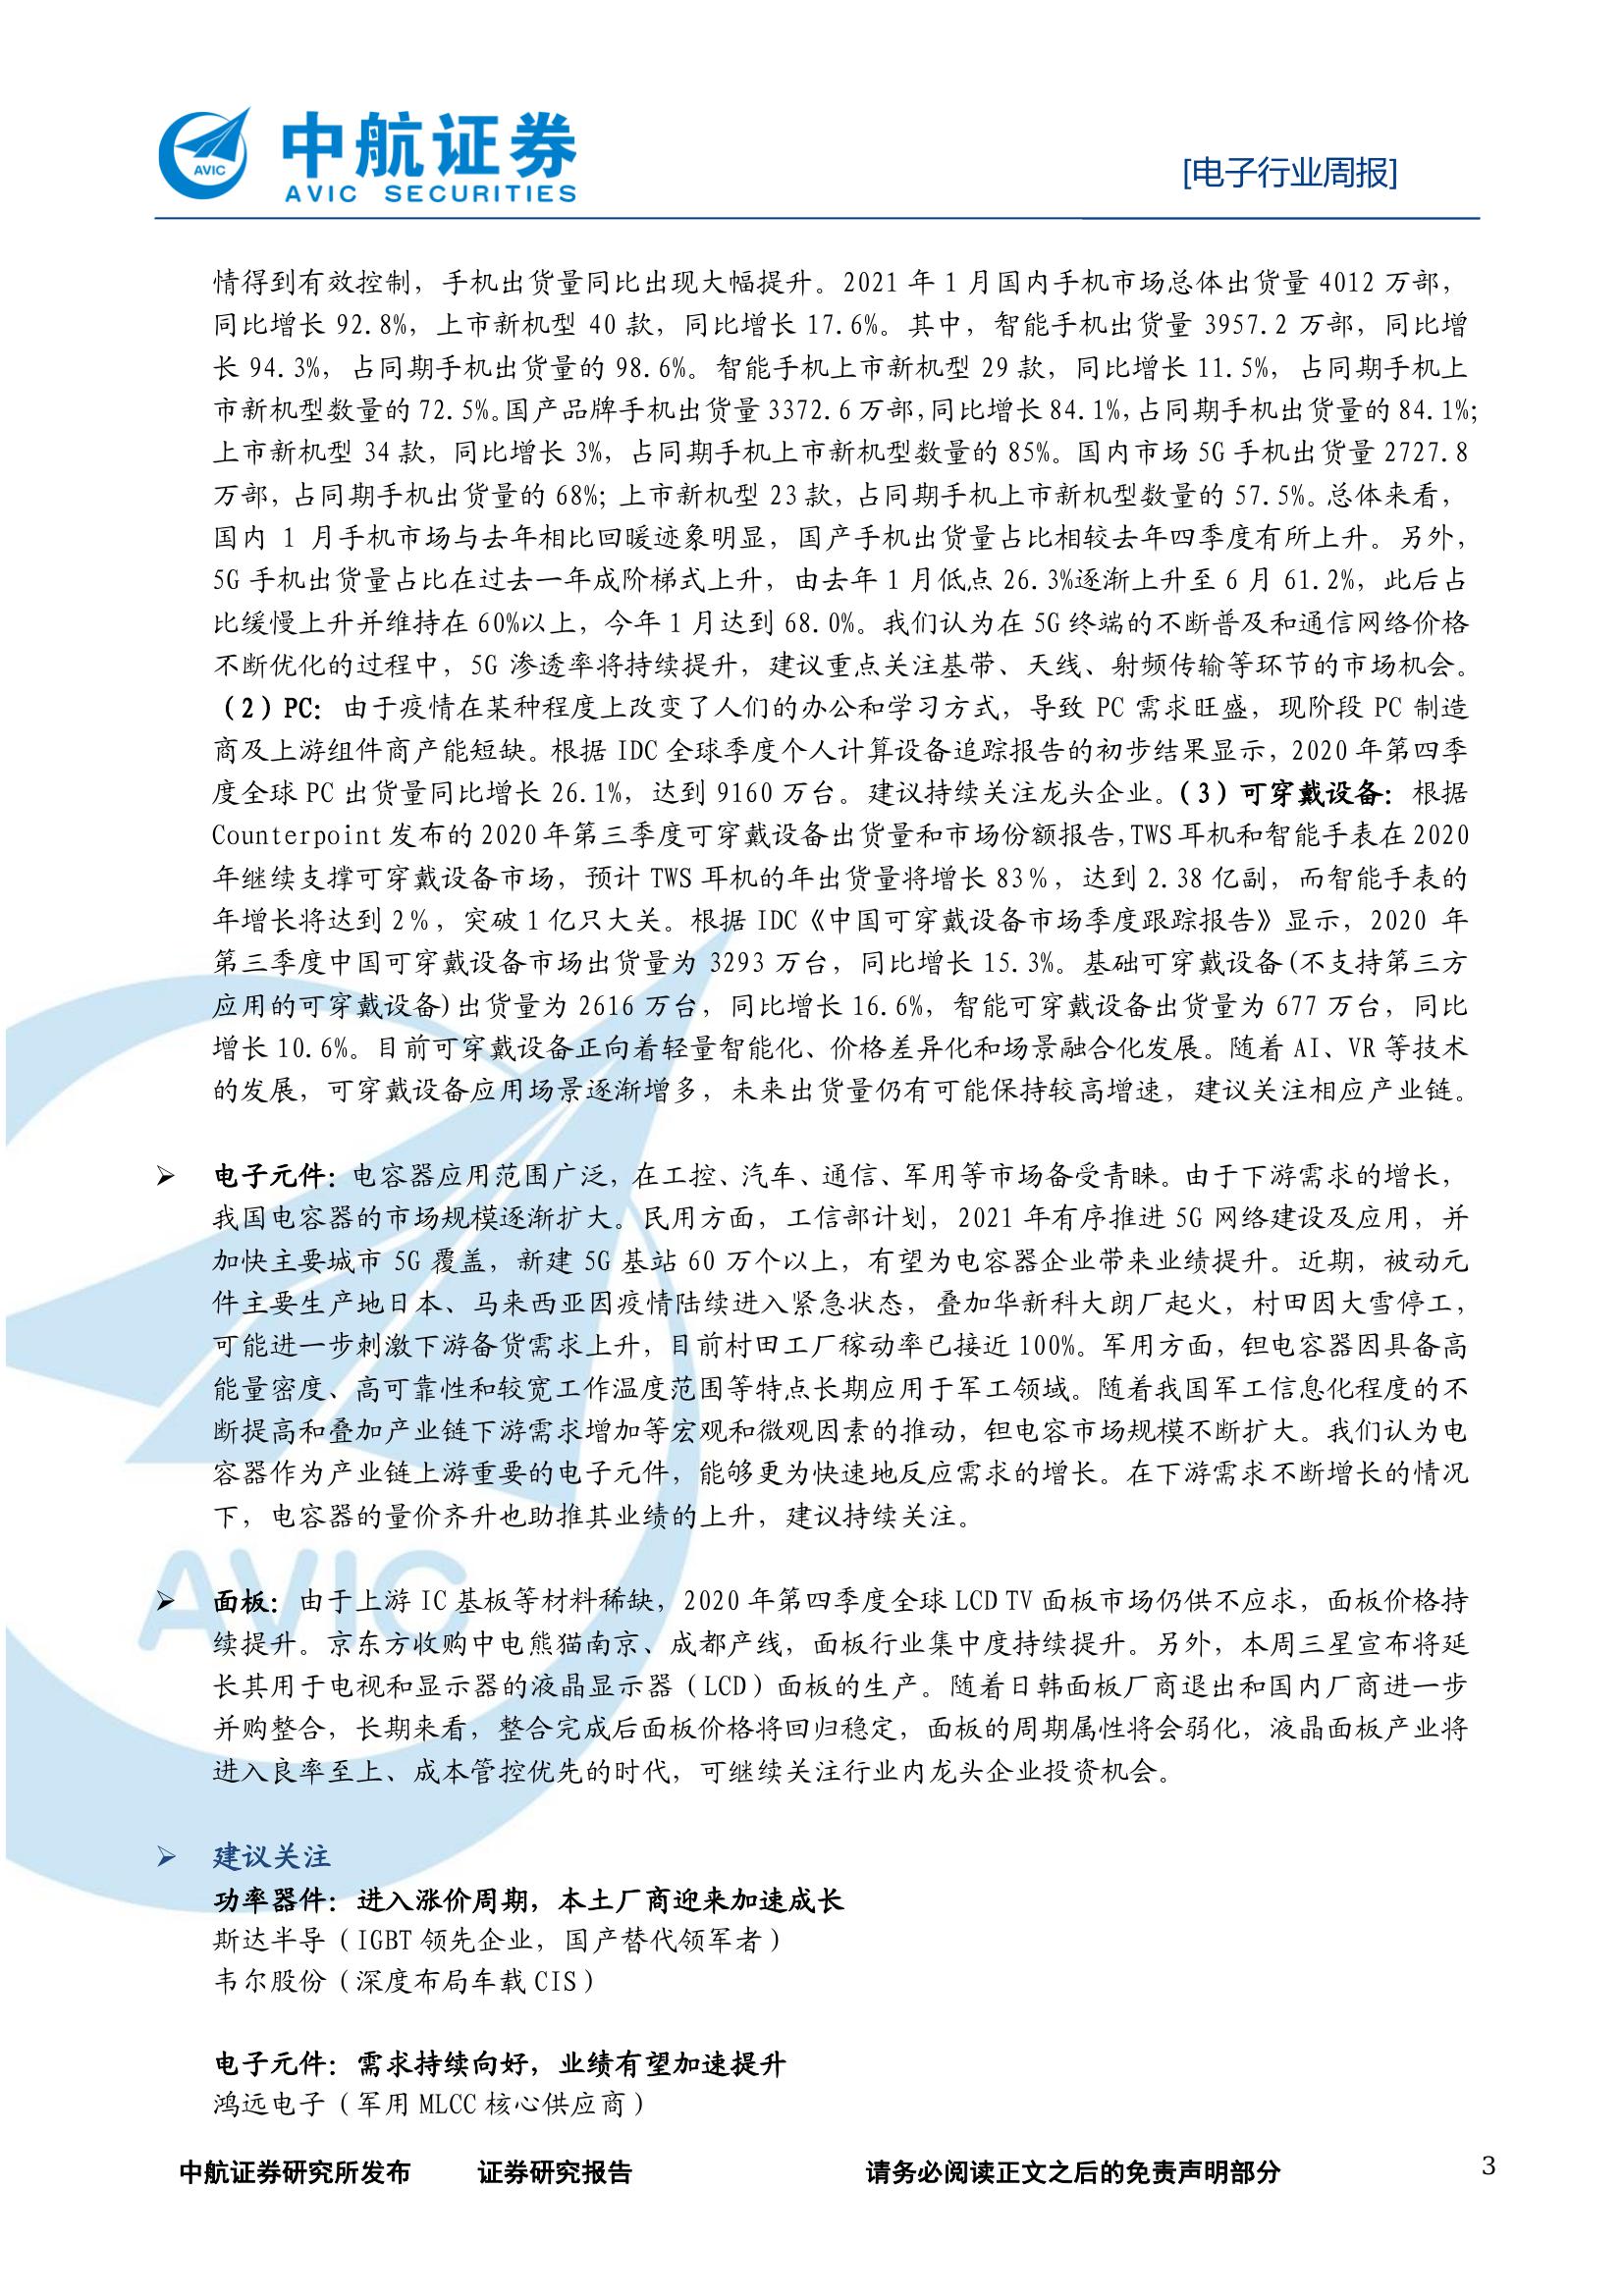 中航证券
AVIC SECURITIES
AVIC
[电子行业周报]
情得到有效控制，手机出货量同比出现大幅提升。2021 年 1 月国内手机市场总体出货量 4012 万部，
同比增长 92.8%，上市新机型 40 款，同比增长 17.6%。其中，智能手机出货量 3957.2 万部，同比增
长 94.3%，占同期手机出货量的 98.6%。智能手机上市新机型 29 款，同比增长 11.5%，占同期手机上
市新机型数量的 72.5%。国产品牌手机出货量 3372.6 万部，同比增长 84.1%，占同期手机出货量的 84.1%；
上市新机型 34 款，同比增长 3%，占同期手机上市新机型数量的 85%。国内市场 5G 手机出货量 2727.8
万部，占同期手机出货量的 68%；上市新机型 23 款，占同期手机上市新机型数量的 57.5%。总体来看，
国内 1 月手机市场与去年相比回暖迹象明显，国产手机出货量占比相较去年四季度有所上升。另外，
5G 手机出货量占比在过去一年成阶梯式上升，由去年 1 月低点 26.3%逐渐上升至 6 月 61.2%，此后占
比缓慢上升并维持在 60%以上，今年 1 月达到 68.0%。我们认为在 5G 终端的不断普及和通信网络价格
不断优化的过程中，5G 渗透率将持续提升，建议重点关注基带、天线、射频传输等环节的市场机会。
（2）PC：由于疫情在某种程度上改变了人们的办公和学习方式，导致 PC 需求旺盛，现阶段 PC 制造
商及上游组件商产能短缺。根据 IDC 全球季度个人计算设备追踪报告的初步结果显示，2020 年第四季
度全球 PC 出货量同比增长 26.1%，达到 9160 万台。建议持续关注龙头企业。（3）可穿戴设备：根据
Counterpoint 发布的 2020 年第三季度可穿戴设备出货量和市场份额报告，TWS 耳机和智能手表在 2020
年继续支撑可穿戴设备市场，预计 TWS 耳机的年出货量将增长 83％，达到 2.38 亿副，而智能手表的
年增长将达到 2％，突破 1 亿只大关。根据 IDC《中国可穿戴设备市场季度跟踪报告》显示，2020 年
第三季度中国可穿戴设备市场出货量为 3293 万台，同比增长 15.3%。基础可穿戴设备(不支持第三方
应用的可穿戴设备)出货量为 2616 万台，同比增长 16.6%，智能可穿戴设备出货量为 677 万台，同比
增长 10.6%。目前可穿戴设备正向着轻量智能化、价格差异化和场景融合化发展。随着 AI、VR 等技术
的发展，可穿戴设备应用场景逐渐增多，未来出货量仍有可能保持较高增速，建议关注相应产业链。
➢ 电子元件：电容器应用范围广泛，在工控、汽车、通信、军用等市场备受青睐。由于下游需求的增长，
我国电容器的市场规模逐渐扩大。民用方面，工信部计划，2021 年有序推进 5G 网络建设及应用，并
加快主要城市 5G 覆盖，新建 5G 基站 60 万个以上，有望为电容器企业带来业绩提升。近期，被动元
件主要生产地日本、马来西亚因疫情陆续进入紧急状态，叠加华新科大朗厂起火，村田因大雪停工，
可能进一步刺激下游备货需求上升，目前村田工厂稼动率已接近 100%。军用方面，钽电容器因具备高
能量密度、高可靠性和较宽工作温度范围等特点长期应用于军工领域。随着我国军工信息化程度的不
断提高和叠加产业链下游需求增加等宏观和微观因素的推动，钽电容市场规模不断扩大。我们认为电
容器作为产业链上游重要的电子元件，能够更为快速地反应需求的增长。在下游需求不断增长的情况
下，电容器的量价齐升也助推其业绩的上升，建议持续关注。
➢ 面板：由于上游 IC 基板等材料稀缺，2020 年第四季度全球 LCD TV 面板市场仍供不应求，面板价格持
续提升。京东方收购中电熊猫南京、成都产线，面板行业集中度持续提升。另外，本周三星宣布将延
长其用于电视和显示器的液晶显示器（LCD）面板的生产。随着日韩面板厂商退出和国内厂商进一步
并购整合，长期来看，整合完成后面板价格将回归稳定，面板的周期属性将会弱化，液晶面板产业将
进入良率至上、成本管控优先的时代，可继续关注行业内龙头企业投资机会。
➢ 建议关注
功率器件：进入涨价周期，本土厂商迎来加速成长
斯达半导（IGBT 领先企业，国产替代领军者）
韦尔股份（深度布局车载 CIS）
电子元件：需求持续向好，业绩有望加速提升
鸿远电子（军用 MLCC 核心供应商）
AVIC
中航证券研究所发布 证券研究报告 请务必阅读正文之后的免责声明部分 3